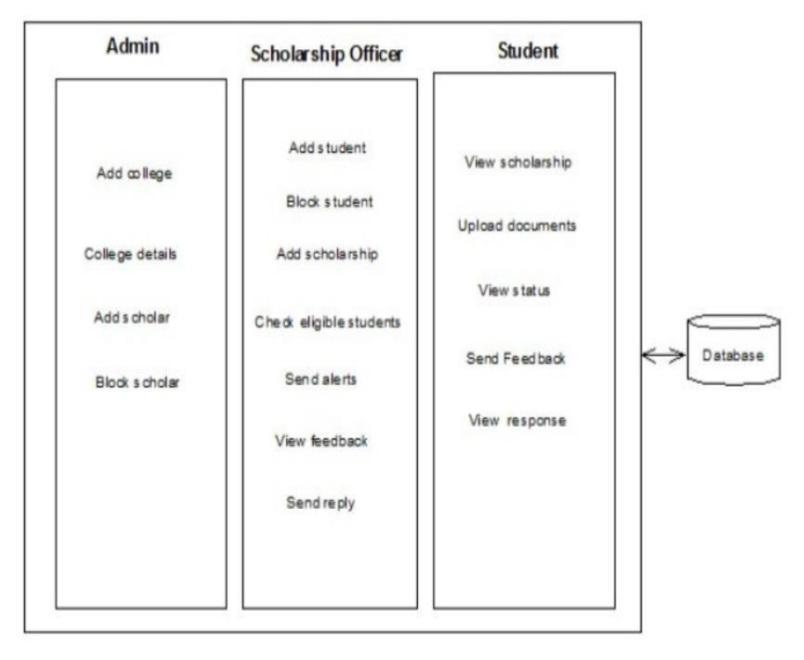 Admin
Add college
College details
Add scholar
Block scholar
Scholarship Officer
Add student
Block student
Add scholarship
Check eligible students
Send alerts
View feedback
Send reply
Student
View scholarship
Upload documents
View status
Send Feedback
View response
Database